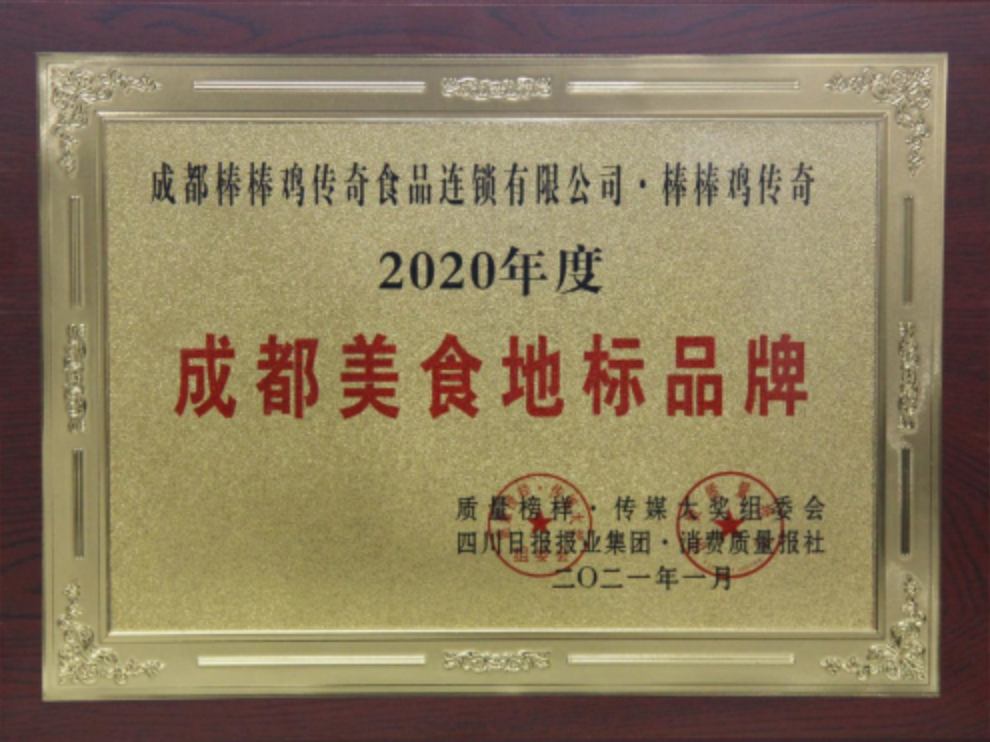 成都棒棒鸡传奇食品连锁有限公司·棒棒鸡传奇
2020年度
成都美食地标品牌
质量榜样·传媒大奖组委会
四川日报报业集团·消费质量报社
二〇二一年一月